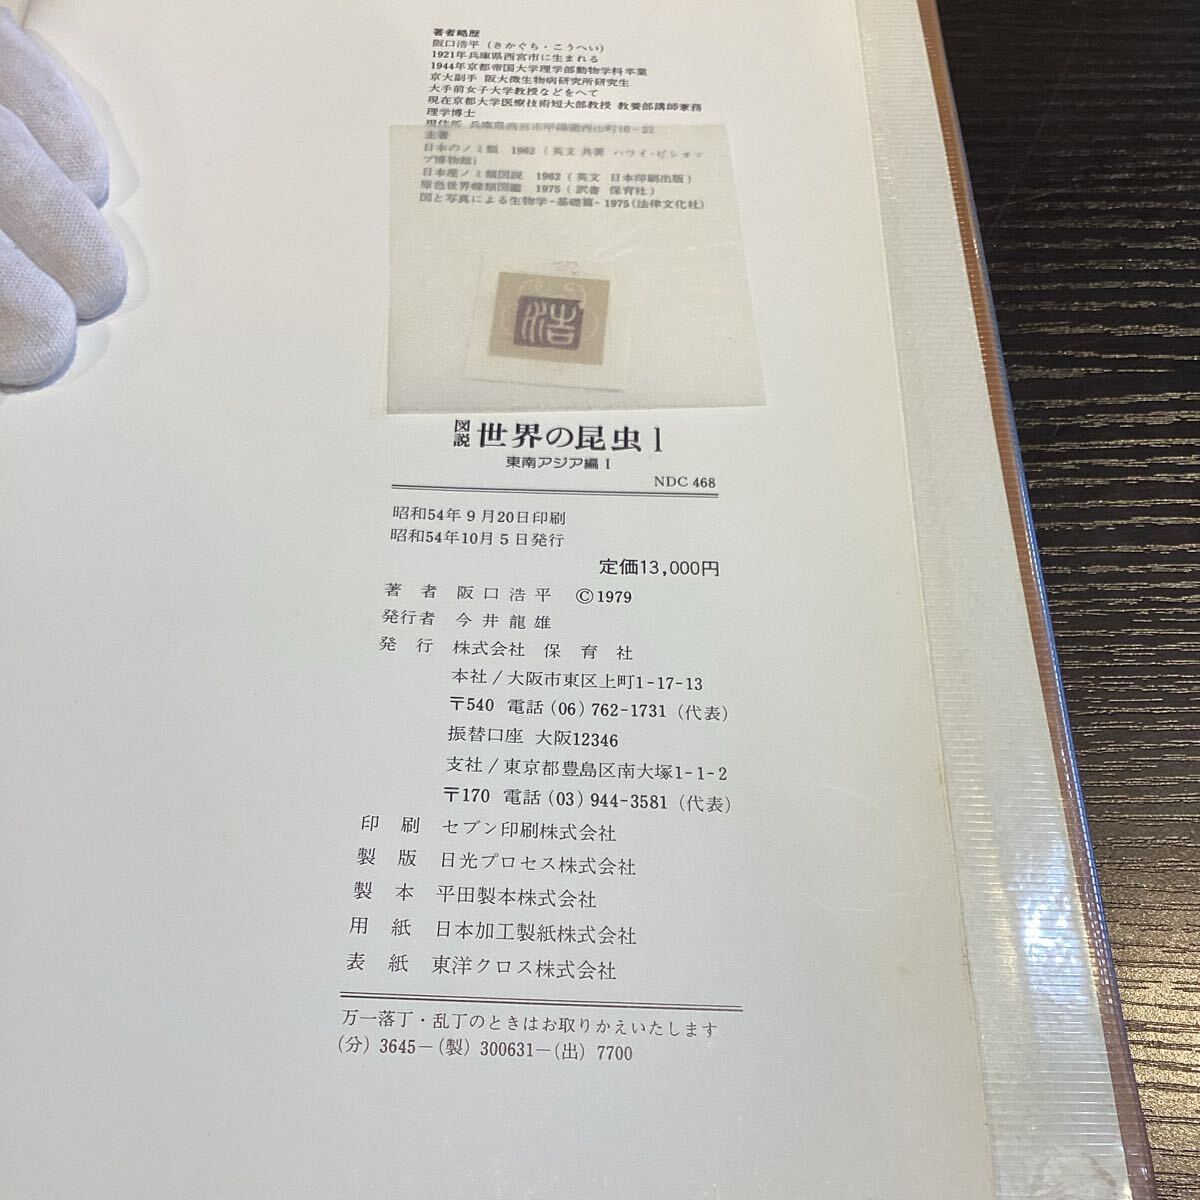 著者略歴
阪口浩平 (さかぐち・こうへい)
1921年兵庫県西宮市に生まれる
1944年京都帝国大学理学部動物学科卒業
京大副手 阪大微生物病研究所研究生
大手前女子大学教授などをへて
現在京都大学医療技術短大部教授 教養部講師兼務
理学博士
現住所 兵庫県西宮市甲陽園西山町16-22
主著
日本のノミ類 1962 (英文 共著 ハワイ・ビショッ
プ博物館)
日本産ノミ類図説 1962 (英文 日本印刷出版)
原色世界蝶類図鑑 1975 (訳書 保育社)
図と写真による生物学-基礎篇-1975(法律文化社)
浩
図説 世界の昆虫1
東南アジア編 I
NDC 468
昭和54年9月20日印刷
昭和54年10月5日発行
定価13,000円
著者 阪口浩平 ©1979
発行者 今井龍雄
発行 株式会社 保育社
本社/大阪市東区上町1-17-13
〒540 電話(06)762-1731(代表)
振替口座 大阪12346
支社/東京都豊島区南大塚1-1-2
〒170 電話(03)944-3581(代表)
印刷 セブン印刷株式会社
製版 日光プロセス株式会社
製本 平田製本株式会社
用紙 日本加工製紙株式会社
表紙 東洋クロス株式会社
万一落丁・乱丁のときはお取りかえいたします
(分) 3645-(製) 300631-(出) 7700